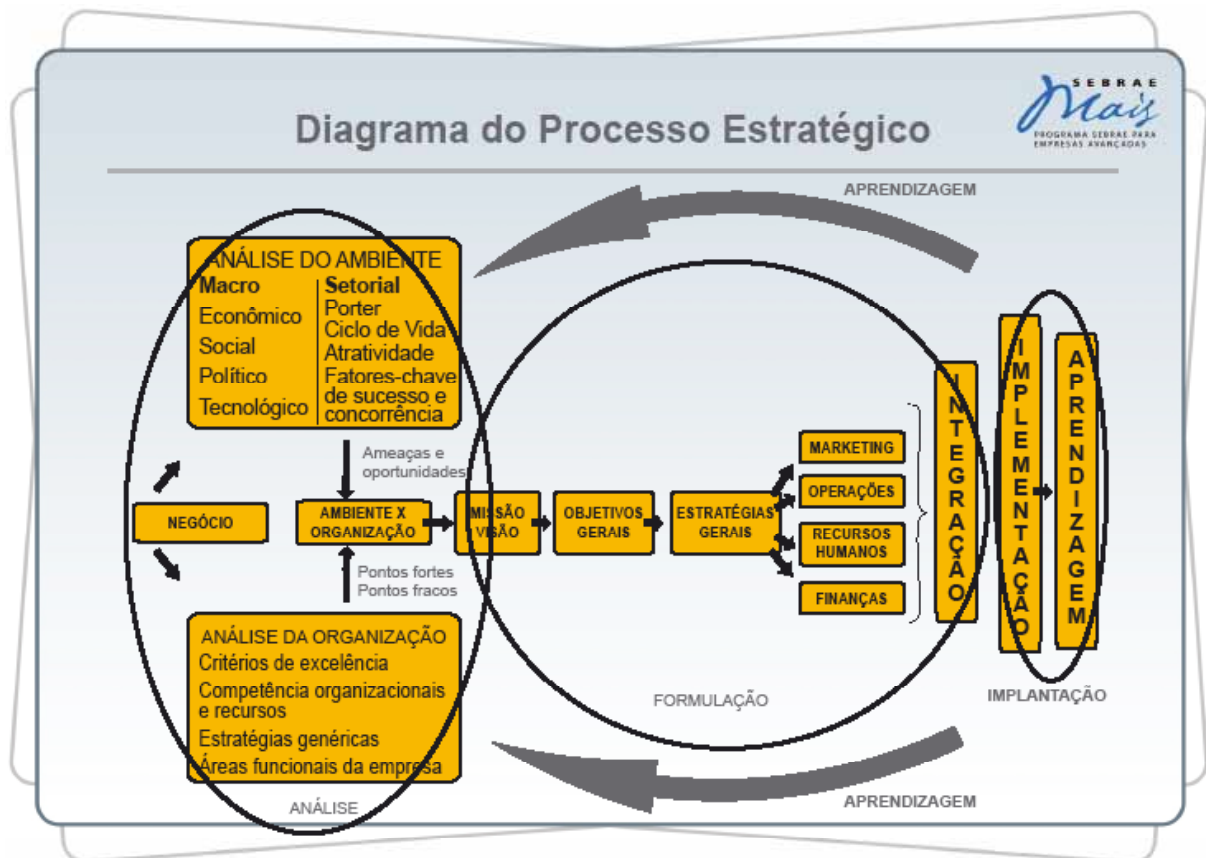 SEBRAE
Mais
PROGRAMA SEBRAE PARA
EMPRESAS AVANÇADAS
Diagrama do Processo Estratégico
APRENDIZAGEM
ANÁLISE DO AMBIENTE
Macro
Econômico
Social
Político
Tecnológico
Setorial
Porter
Ciclo de Vida
Atratividade
Fatores-chave
de sucesso e
concorrência
Ameaças e
oportunidades
NEGÓCIO
AMBIENTE X
ORGANIZAÇÃO
MISSÃO
VISÃO
OBJETIVOS
GERAIS
ESTRATÉGIAS
GERAIS
MARKETING
OPERAÇÕES
RECURSOS
HUMANOS
FINANÇAS
INTEGRAÇÃO
IMPLEMENTAÇÃO
APRENDIZAGEM
Pontos fortes
Pontos fracos
ANÁLISE DA ORGANIZAÇÃO
Critérios de excelência
Competência organizacionais
e recursos
Estratégias genéricas
Áreas funcionais da empresa
ANÁLISE
FORMULAÇÃO
IMPLANTAÇÃO
APRENDIZAGEM